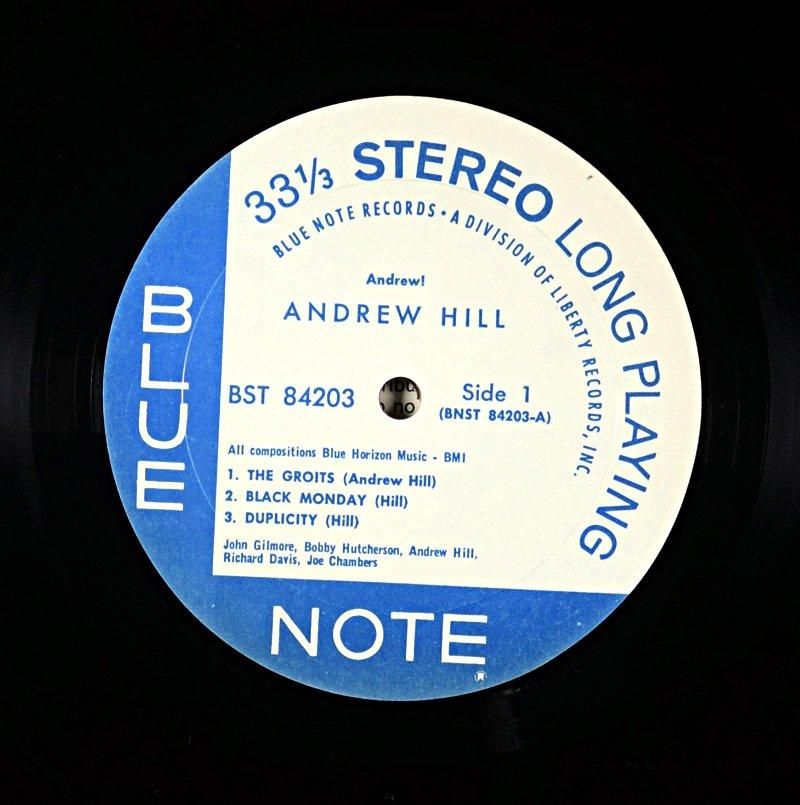 33⅓ STEREO LONG PLAYING
BLUE NOTE RECORDS • A DIVISION OF LIBERTY RECORDS, INC.
Andrew!
ANDREW HILL
BST 84203
Side 1
(BNST 84203-A)
All compositions Blue Horizon Music - BMI
1. THE GROITS (Andrew Hill)
2. BLACK MONDAY (Hill)
3. DUPLICITY (Hill)
John Gilmore, Bobby Hutcherson, Andrew Hill,
Richard Davis, Joe Chambers
BLUE
NOTE
®